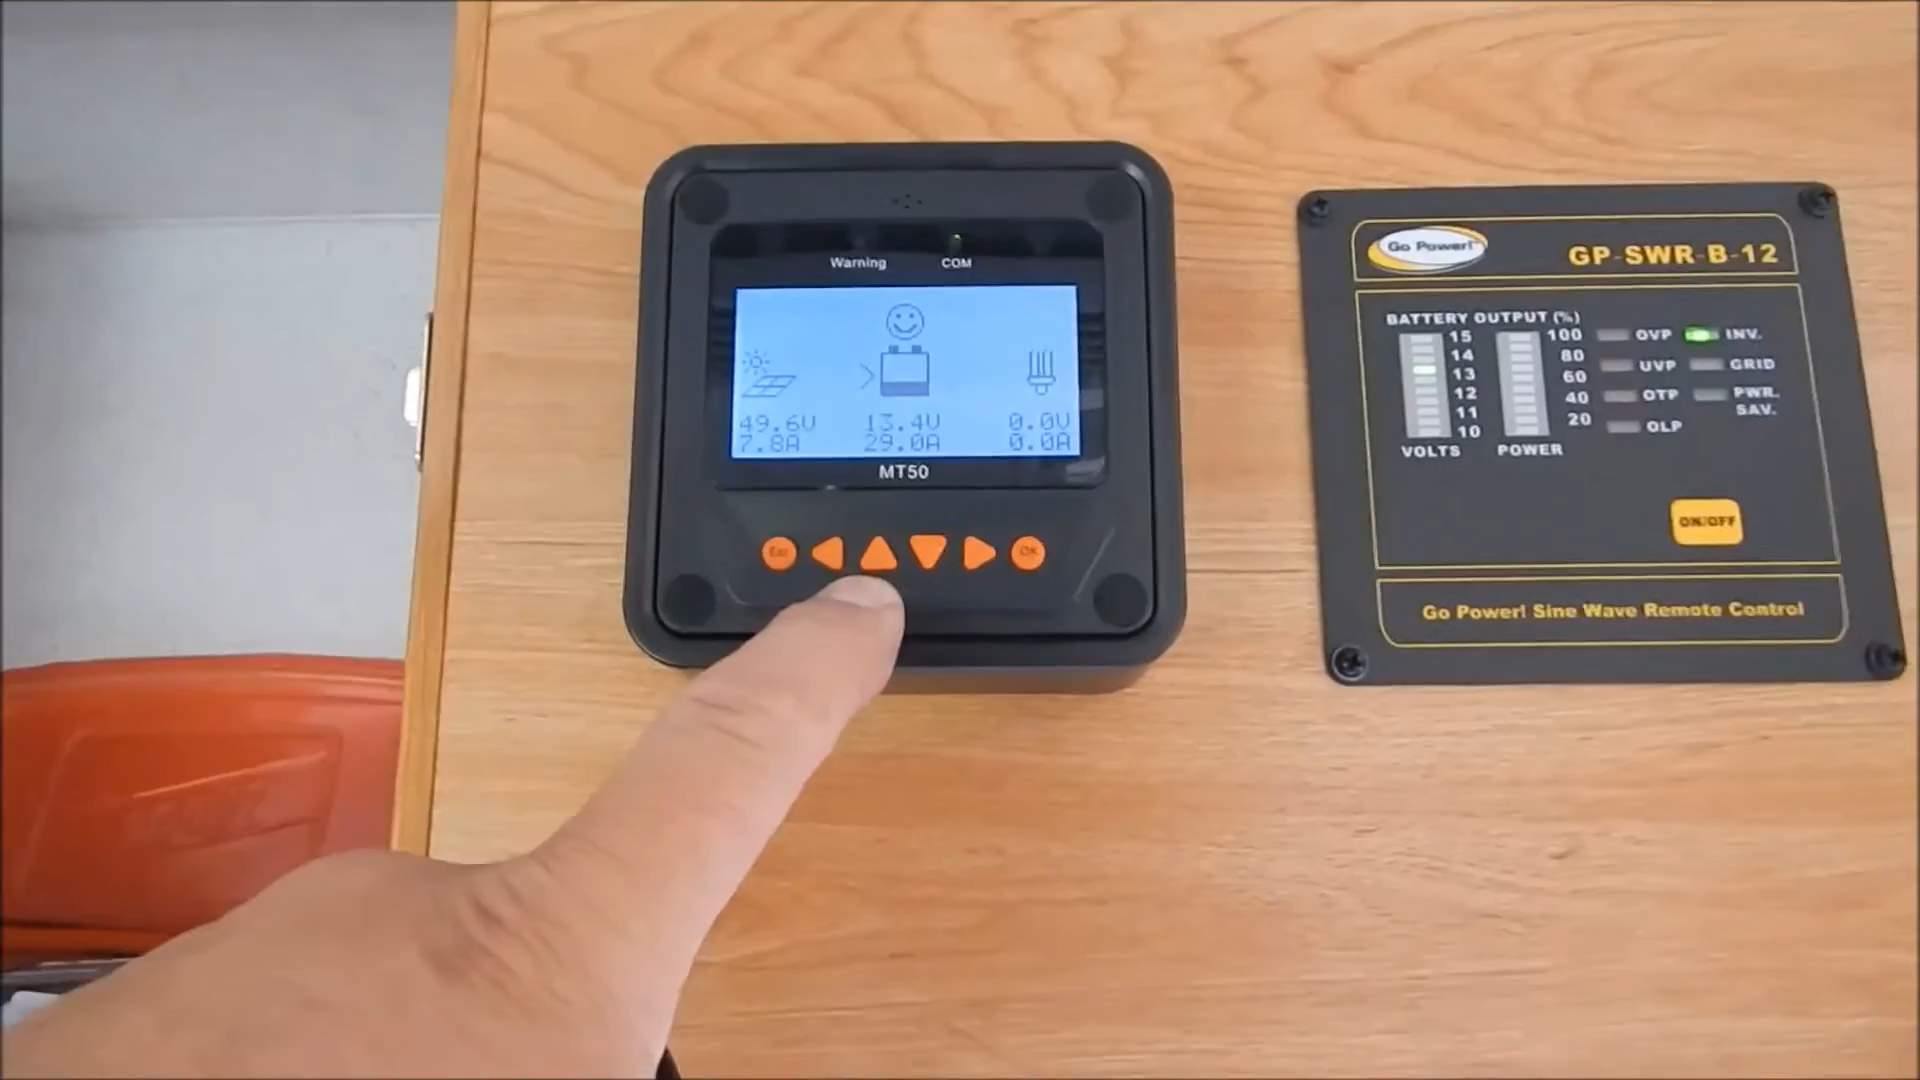 Warning COM
49.6V 13.4V 0.0V
7.8A 29.0A 0.0A
MT50
Esc OK
Go Power! GP-SWR-B-12
BATTERY OUTPUT (%)
15 100 OVP INV.
14 80 UVP GRID
13 60 OTP PWR. SAV.
12 40 OLP
11 20
10
VOLTS POWER
ON/OFF
Go Power! Sine Wave Remote Control